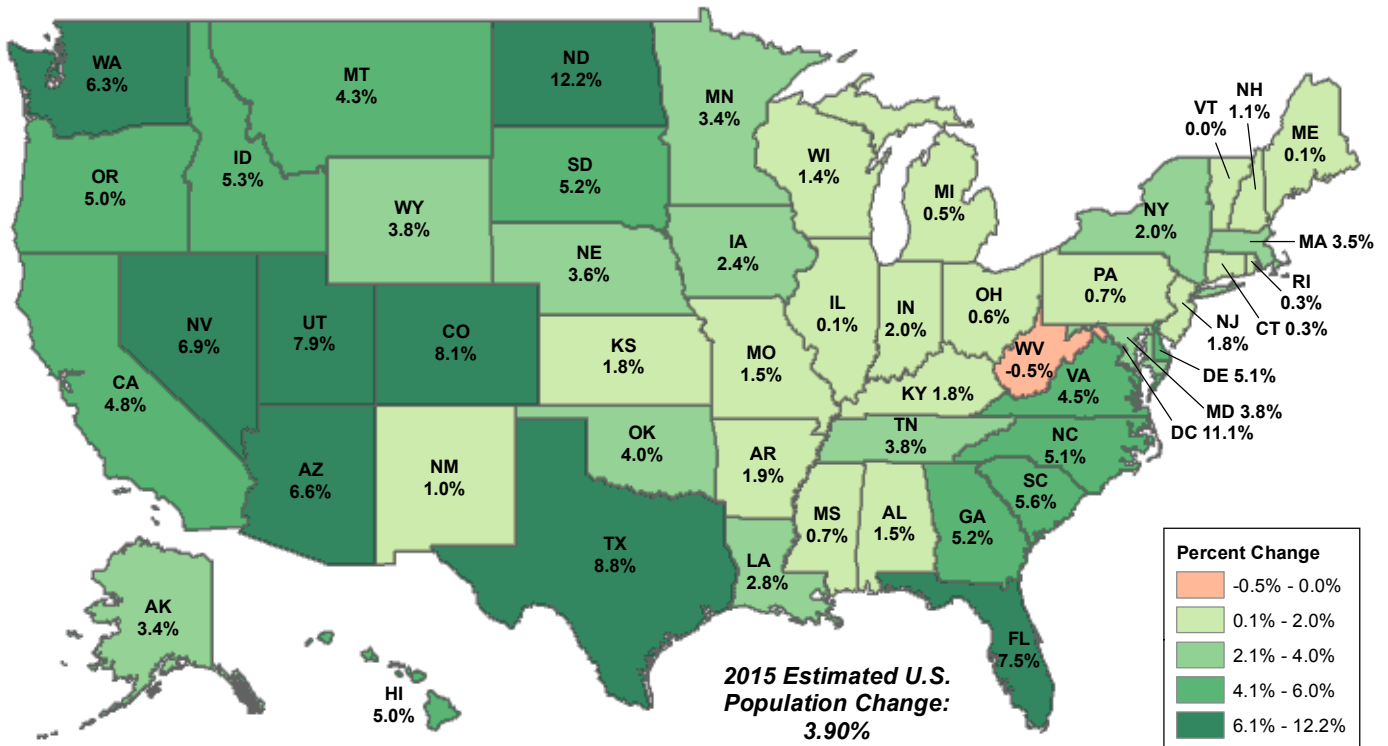 WA
6.3%
MT
4.3%
ND
12.2%
MN
3.4%
NH
1.1%
VT
0.0%
ME
0.1%
OR
5.0%
ID
5.3%
SD
5.2%
WI
1.4%
MI
0.5%
WY
3.8%
NY
2.0%
MA 3.5%
NE
3.6%
IA
2.4%
PA
0.7%
RI
0.3%
CT 0.3%
NJ
1.8%
IL
0.1%
IN
2.0%
OH
0.6%
NV
6.9%
UT
7.9%
CO
8.1%
KS
1.8%
MO
1.5%
WV
-0.5%
VA
4.5%
DE 5.1%
MD 3.8%
DC 11.1%
CA
4.8%
KY 1.8%
TN
3.8%
NC
5.1%
OK
4.0%
AR
1.9%
AZ
6.6%
NM
1.0%
SC
5.6%
MS
0.7%
AL
1.5%
GA
5.2%
TX
8.8%
LA
2.8%
AK
3.4%
FL
7.5%
HI
5.0%
2015 Estimated U.S.
Population Change:
3.90%
Percent Change
-0.5% - 0.0%
0.1% - 2.0%
2.1% - 4.0%
4.1% - 6.0%
6.1% - 12.2%